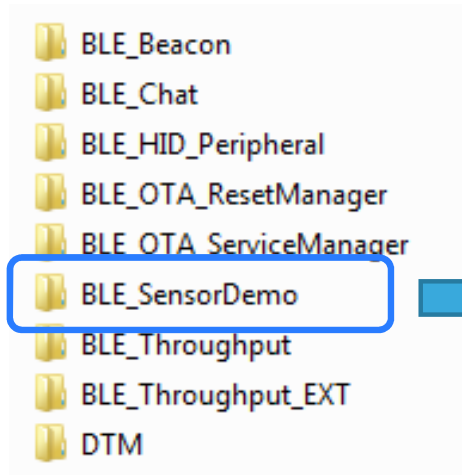 BLE_Beacon
BLE_Chat
BLE_HID_Peripheral
BLE_OTA_ResetManager
BLE_OTA_ServiceManager
BLE_SensorDemo
BLE_Throughput
BLE_Throughput_EXT
DTM